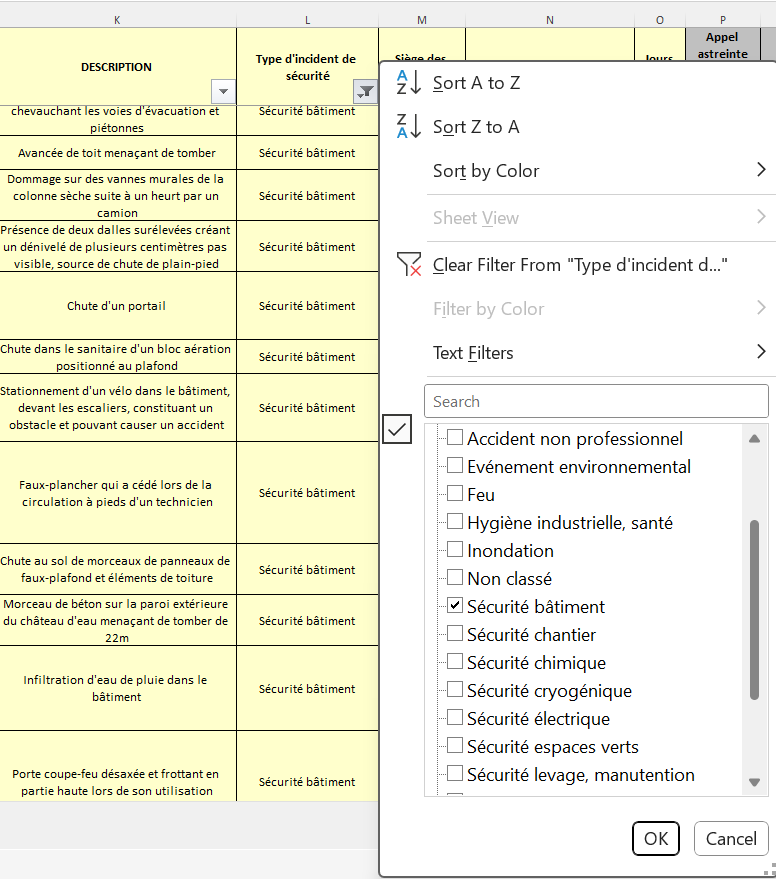 K
L
M
N
O
P
DESCRIPTION
Type d'incident de
sécurité
Siège des
Jours
Appel
astreinte
chevauchant les voies d'évacuation et
piétonnes
Sécurité bâtiment
Avancée de toit menaçant de tomber
Sécurité bâtiment
Dommage sur des vannes murales de la
colonne sèche suite à un heurt par un
camion
Sécurité bâtiment
Présence de deux dalles surélevées créant
un dénivelé de plusieurs centimètres pas
visible, source de chute de plain-pied
Sécurité bâtiment
Chute d'un portail
Sécurité bâtiment
Chute dans le sanitaire d'un bloc aération
positionné au plafond
Sécurité bâtiment
Stationnement d'un vélo dans le bâtiment,
devant les escaliers, constituant un
obstacle et pouvant causer un accident
Sécurité bâtiment
Faux-plancher qui a cédé lors de la
circulation à pieds d'un technicien
Sécurité bâtiment
Chute au sol de morceaux de panneaux de
faux-plafond et éléments de toiture
Sécurité bâtiment
Morceau de béton sur la paroi extérieure
du château d'eau menaçant de tomber de
22m
Sécurité bâtiment
Infiltration d'eau de pluie dans le
bâtiment
Sécurité bâtiment
Porte coupe-feu désaxée et frottant en
partie haute lors de son utilisation
Sécurité bâtiment
Sort A to Z
Sort Z to A
Sort by Color
Sheet View
Clear Filter From "Type d'incident d..."
Filter by Color
Text Filters
Search
Accident non professionnel
Evénement environnemental
Feu
Hygiène industrielle, santé
Inondation
Non classé
Sécurité bâtiment
Sécurité chantier
Sécurité chimique
Sécurité cryogénique
Sécurité électrique
Sécurité espaces verts
Sécurité levage, manutention
OK
Cancel